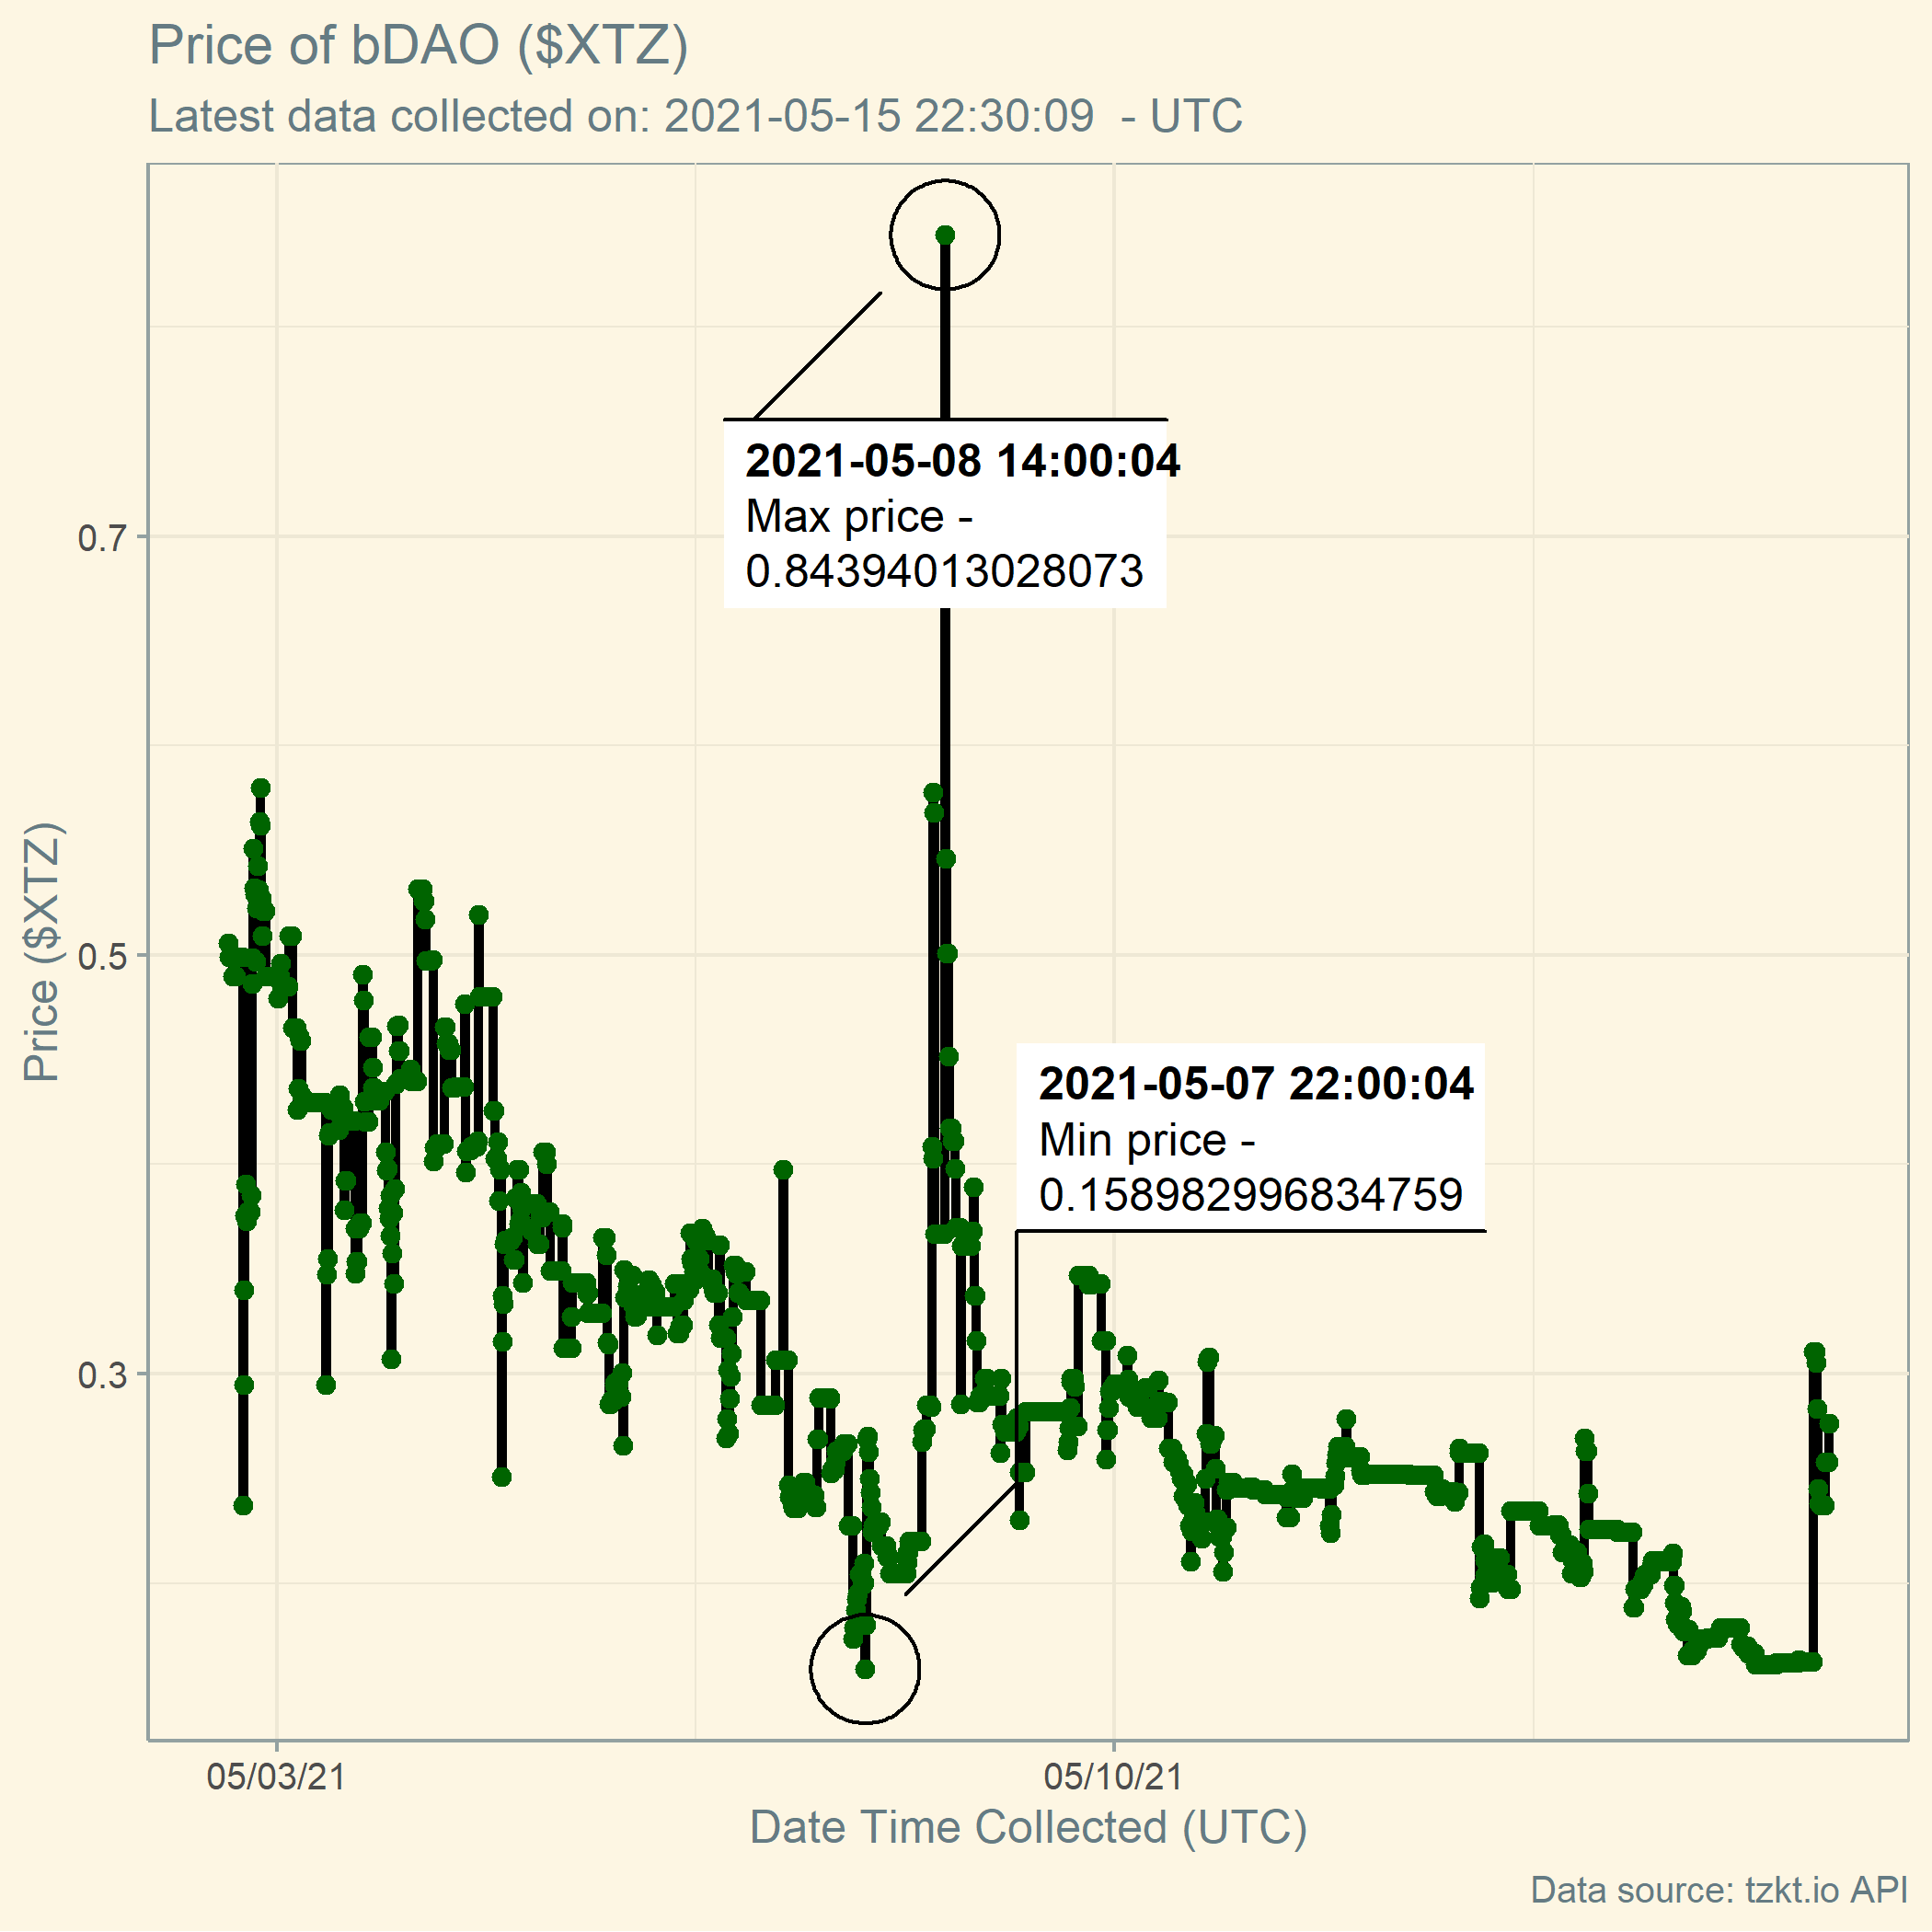 Price of bDAO ($XTZ)
Latest data collected on: 2021-05-15 22:30:09  - UTC
2021-05-08 14:00:04
Max price -
0.84394013028073
0.7
0.5
0.3
Price ($XTZ)
2021-05-07 22:00:04
Min price -
0.158982996834759
05/03/21
05/10/21
Date Time Collected (UTC)
Data source: tzkt.io API